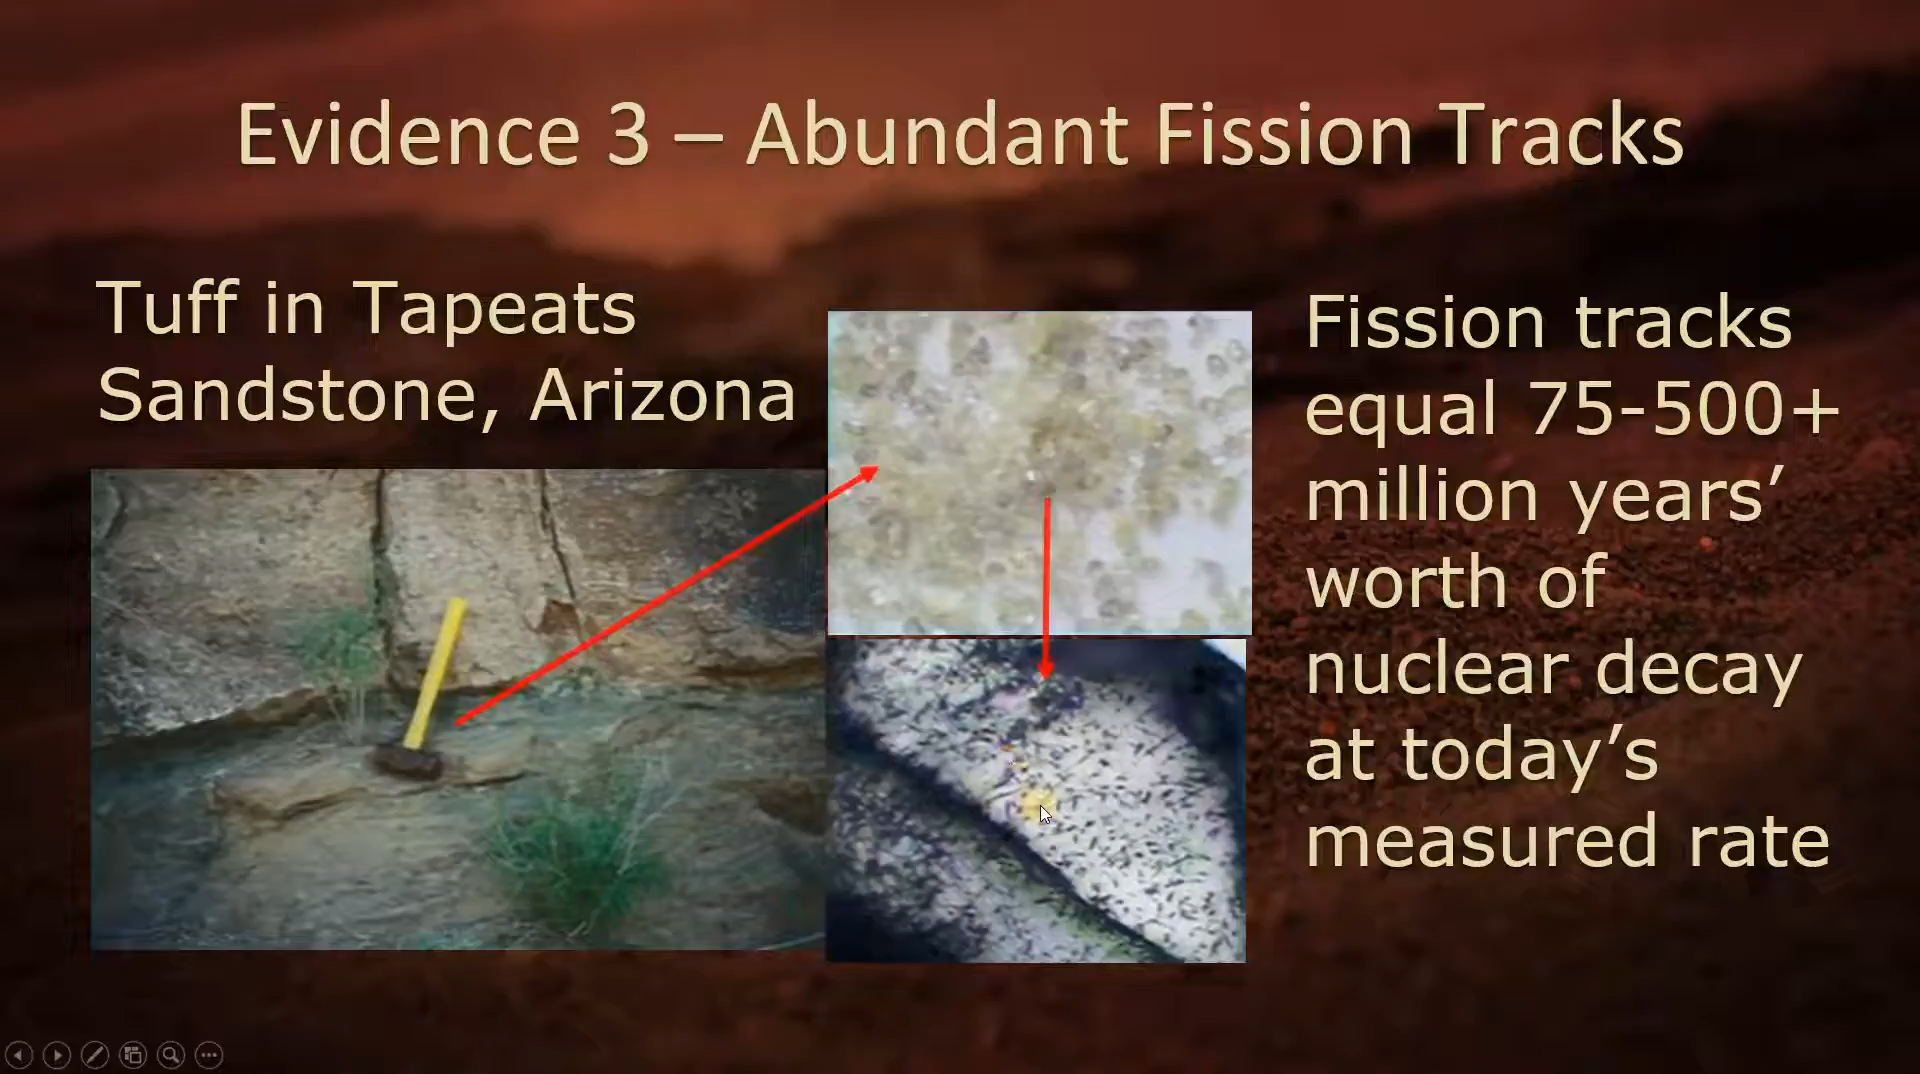 Evidence 3 – Abundant Fission Tracks
Tuff in Tapeats
Sandstone, Arizona
Fission tracks
equal 75-500+
million years’
worth of
nuclear decay
at today’s
measured rate